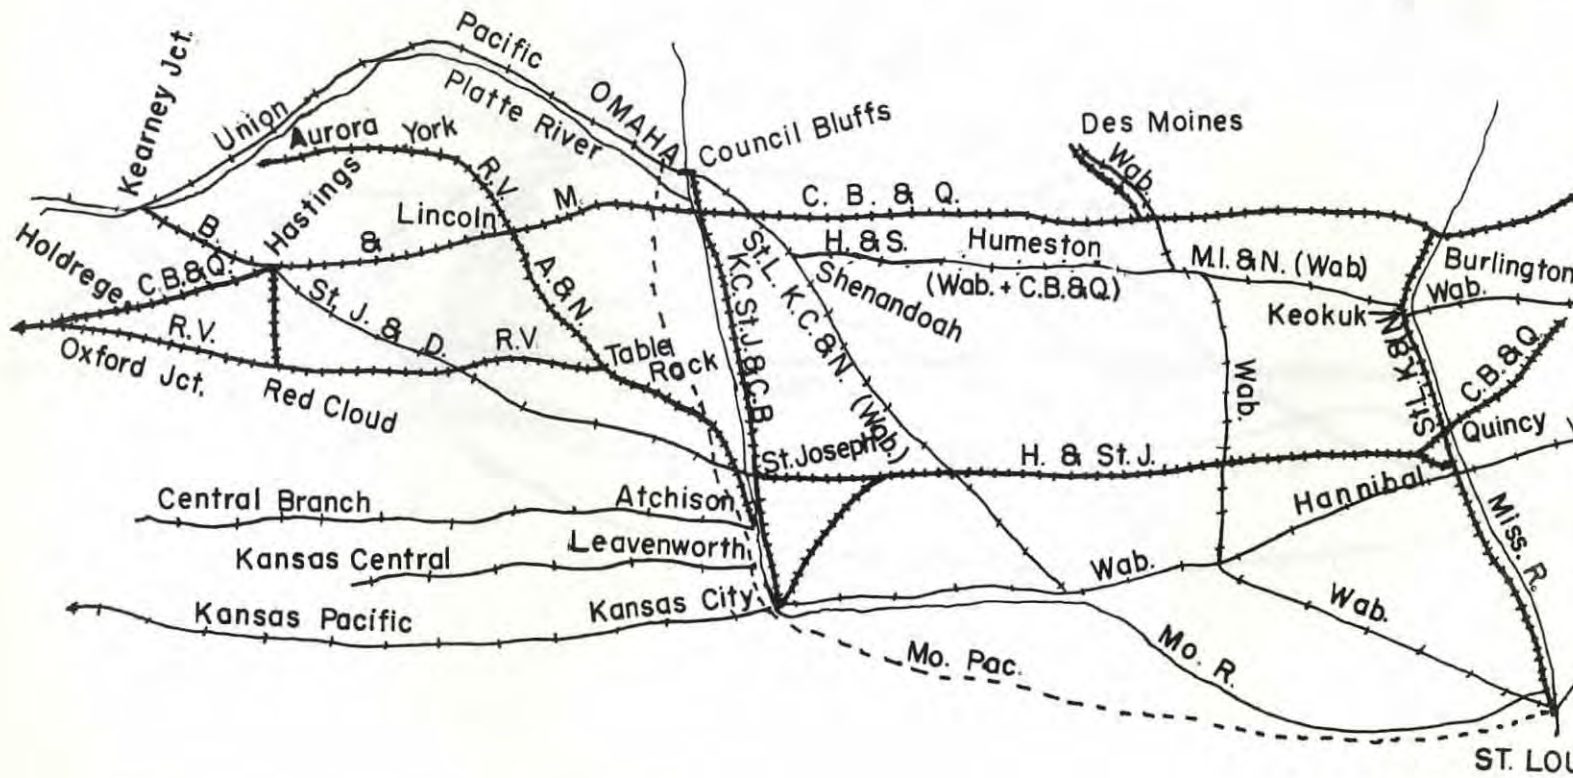 Pacific
Kearney Jct.
Union
Platte River
OMAHA
Council Bluffs
Des Moines
Aurora York
Wab.
Hastings
R.V.
Lincoln
B. & M.
C. B. & Q.
H. & S.
Humeston
(Wab. + C.B.&Q.)
M.I. & N. (Wab)
Burlington
Holdrege
C.B.&Q.
A. & N.
St. L. K.C. & N. (Wab.)
Shenandoah
Keokuk
Wab.
St. J. & D.
R.V.
R.V.
Table Rock
K.C. St. J. & C.B
Wab.
St.L.K.&N
C.B.&Q.
Oxford Jct.
Red Cloud
St. Joseph
H. & St. J.
Quincy
Hannibal
Central Branch
Atchison
Miss. R.
Leavenworth
Kansas Central
Wab.
Kansas City
Kansas Pacific
Wab.
Mo. Pac.
Mo. R.
ST. LOU